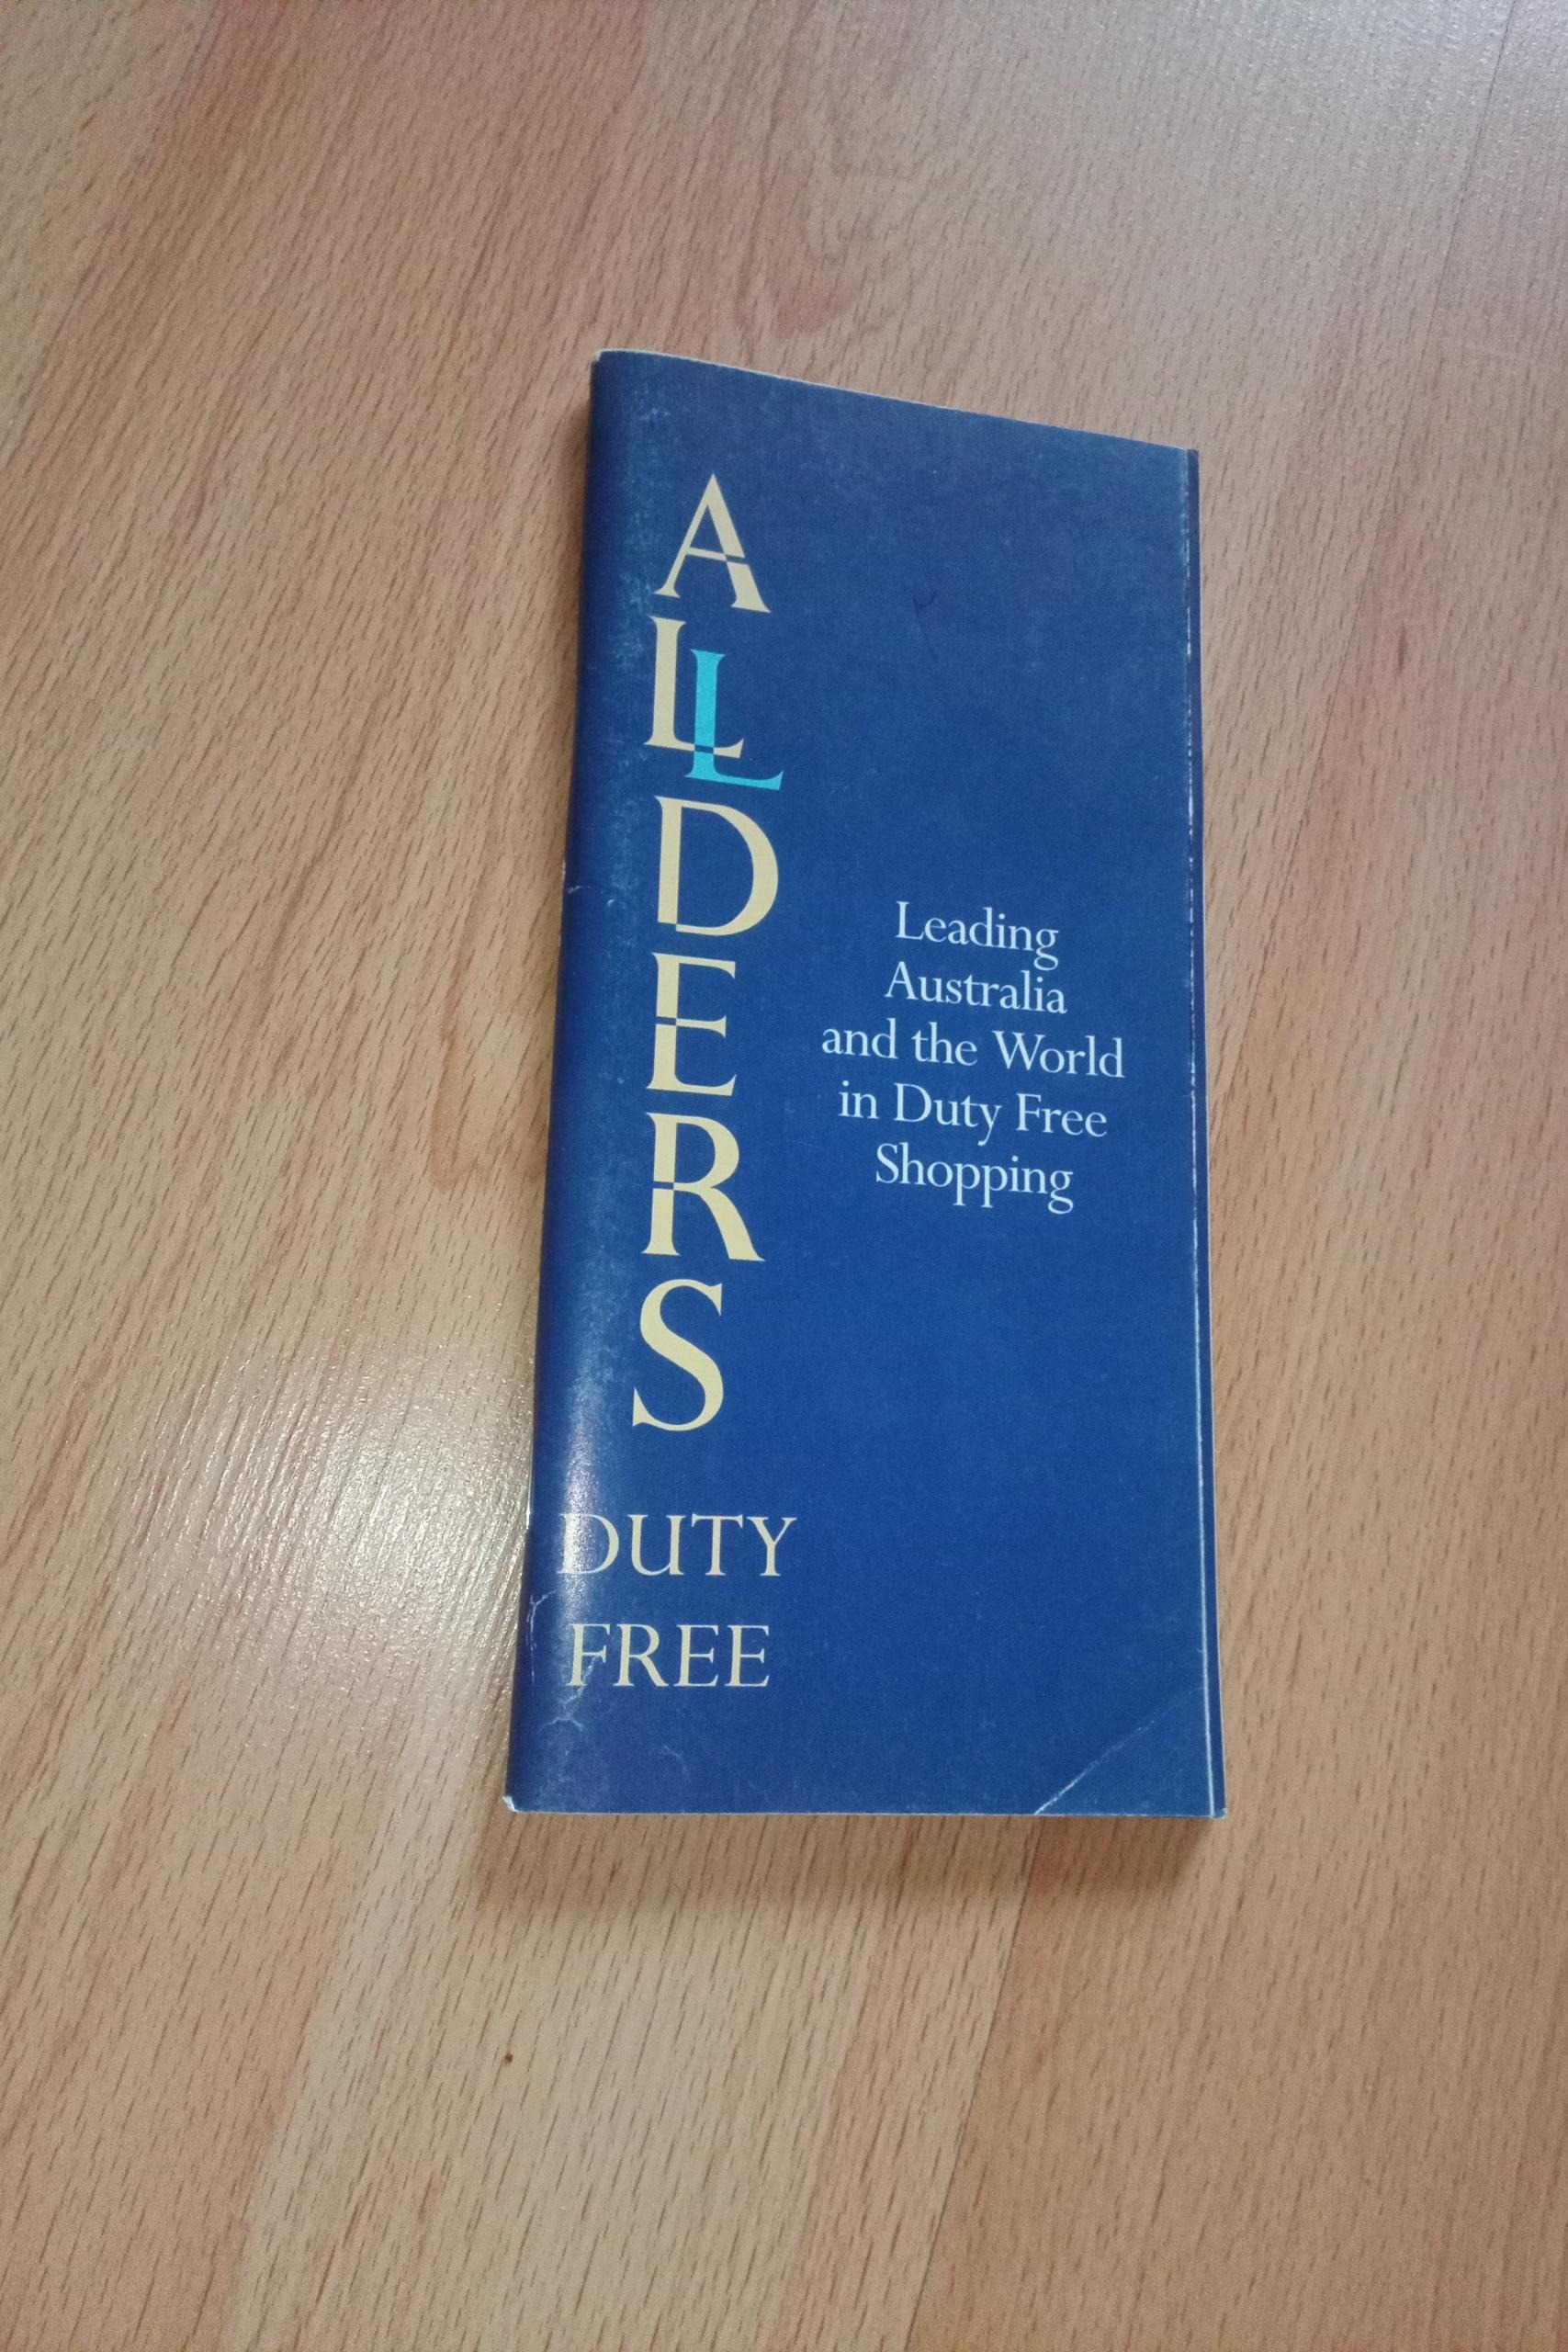 ALLDERS
DUTY
FREE
Leading
Australia
and the World
in Duty Free
Shopping